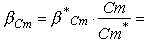 β_Cm = β*_Cm · Cm / Cm* =